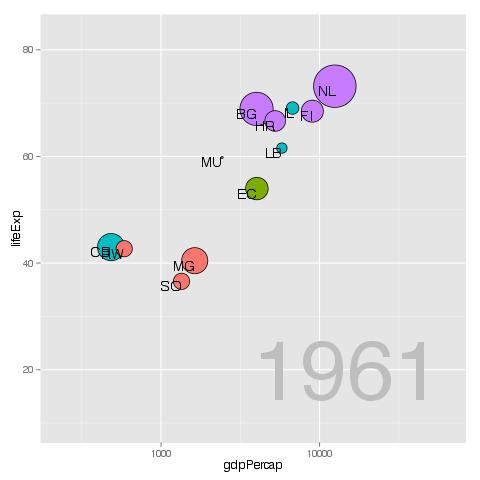 80
NL
BG
IL
FI
HR
60
LB
MU
EC
BW
40
MG
SO
20
1961
1000
10000
gdpPercap
lifeExp